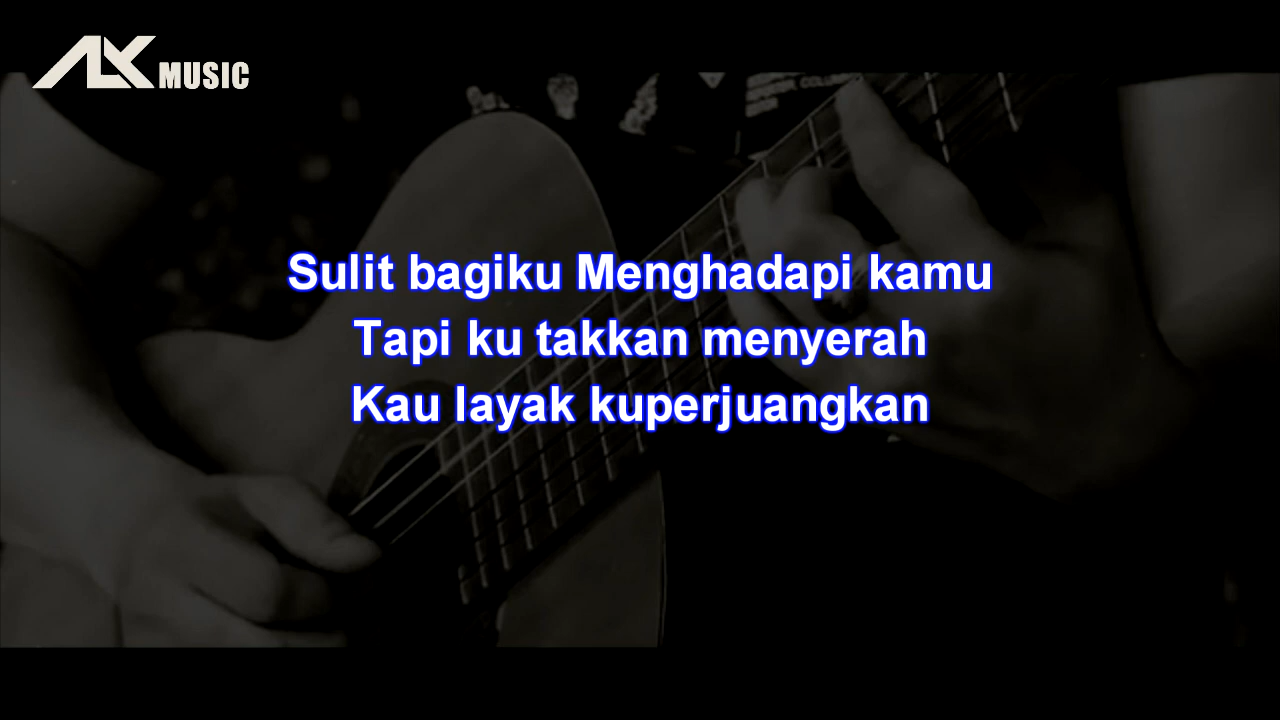 ALK MUSIC
Sulit bagiku Menghadapi kamu
Tapi ku takkan menyerah
Kau layak kuperjuangkan